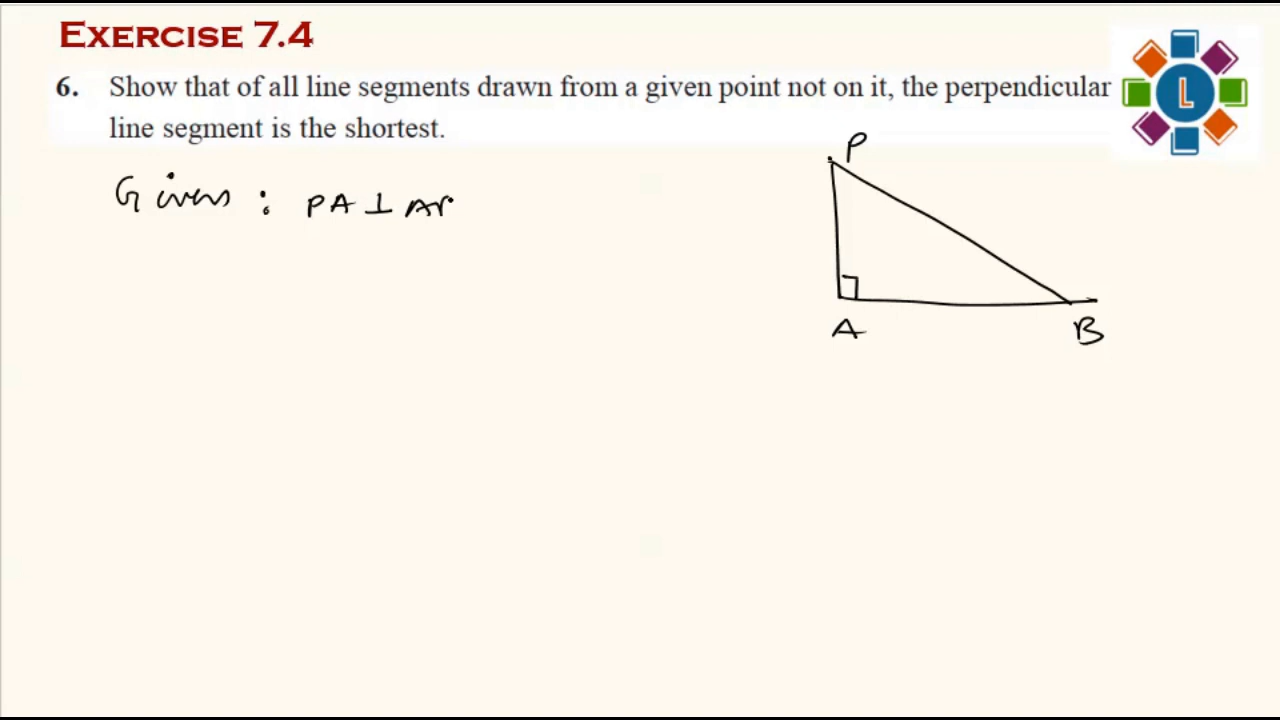 EXERCISE 7.4
6. Show that of all line segments drawn from a given point not on it, the perpendicular
line segment is the shortest.
L
P
Given : PA ⊥ AP
A
B